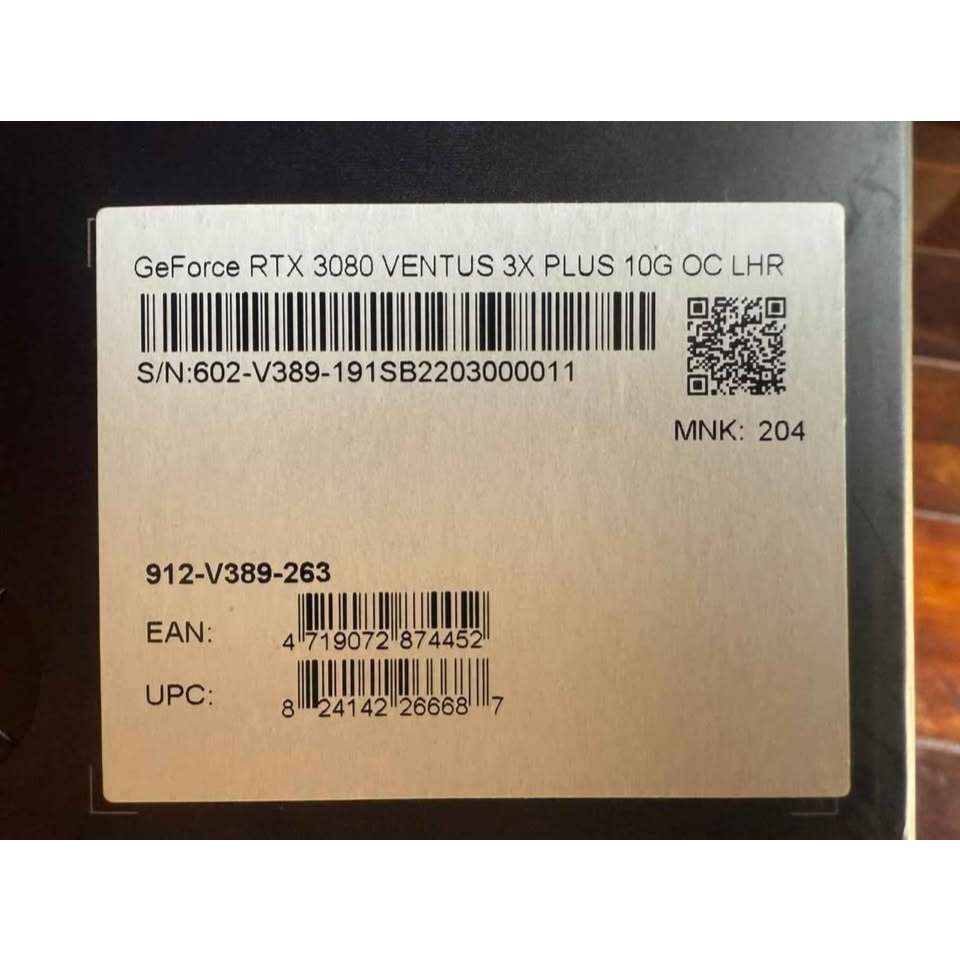 GeForce RTX 3080 VENTUS 3X PLUS 10G OC LHR
S/N:602-V389-191SB2203000011
MNK: 204
912-V389-263
EAN: 4 719072 874452
UPC: 8 24142 26668 7